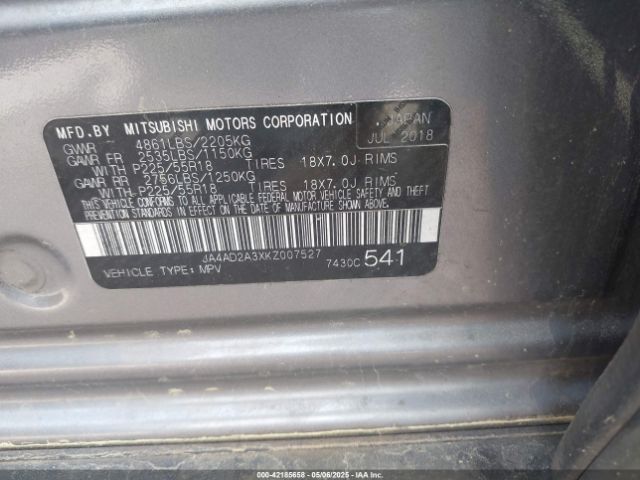 MFD.BY MITSUBISHI MOTORS CORPORATION
JAPAN
JUL 2018
GVWR 4861LBS/2205KG
GAWR FR 2535LBS/1150KG
WITH P225/55R18 TIRES 18X7.0J RIMS
GAWR RR 2756LBS/1250KG
WITH P225/55R18 TIRES 18X7.0J RIMS
THIS VEHICLE CONFORMS TO ALL APPLICABLE FEDERAL MOTOR VEHICLE SAFETY AND THEFT
PREVENTION STANDARDS IN EFFECT ON THE DATE OF MANUFACTURE SHOWN ABOVE.
JA4AD2A3XKZ007527
VEHICLE TYPE: MPV 7430C 541
000-42185658 05/06/2025 ©IAAI, LLC